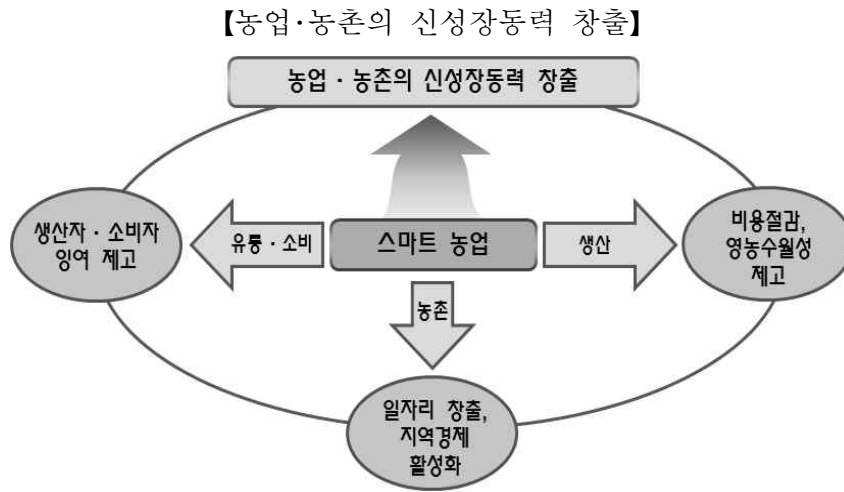 【농업·농촌의 신성장동력 창출】
농업·농촌의 신성장동력 창출
생산자·소비자
잉여 제고
유통·소비
스마트 농업
생산
비용절감,
영농수월성
제고
농촌
일자리 창출,
지역경제
활성화